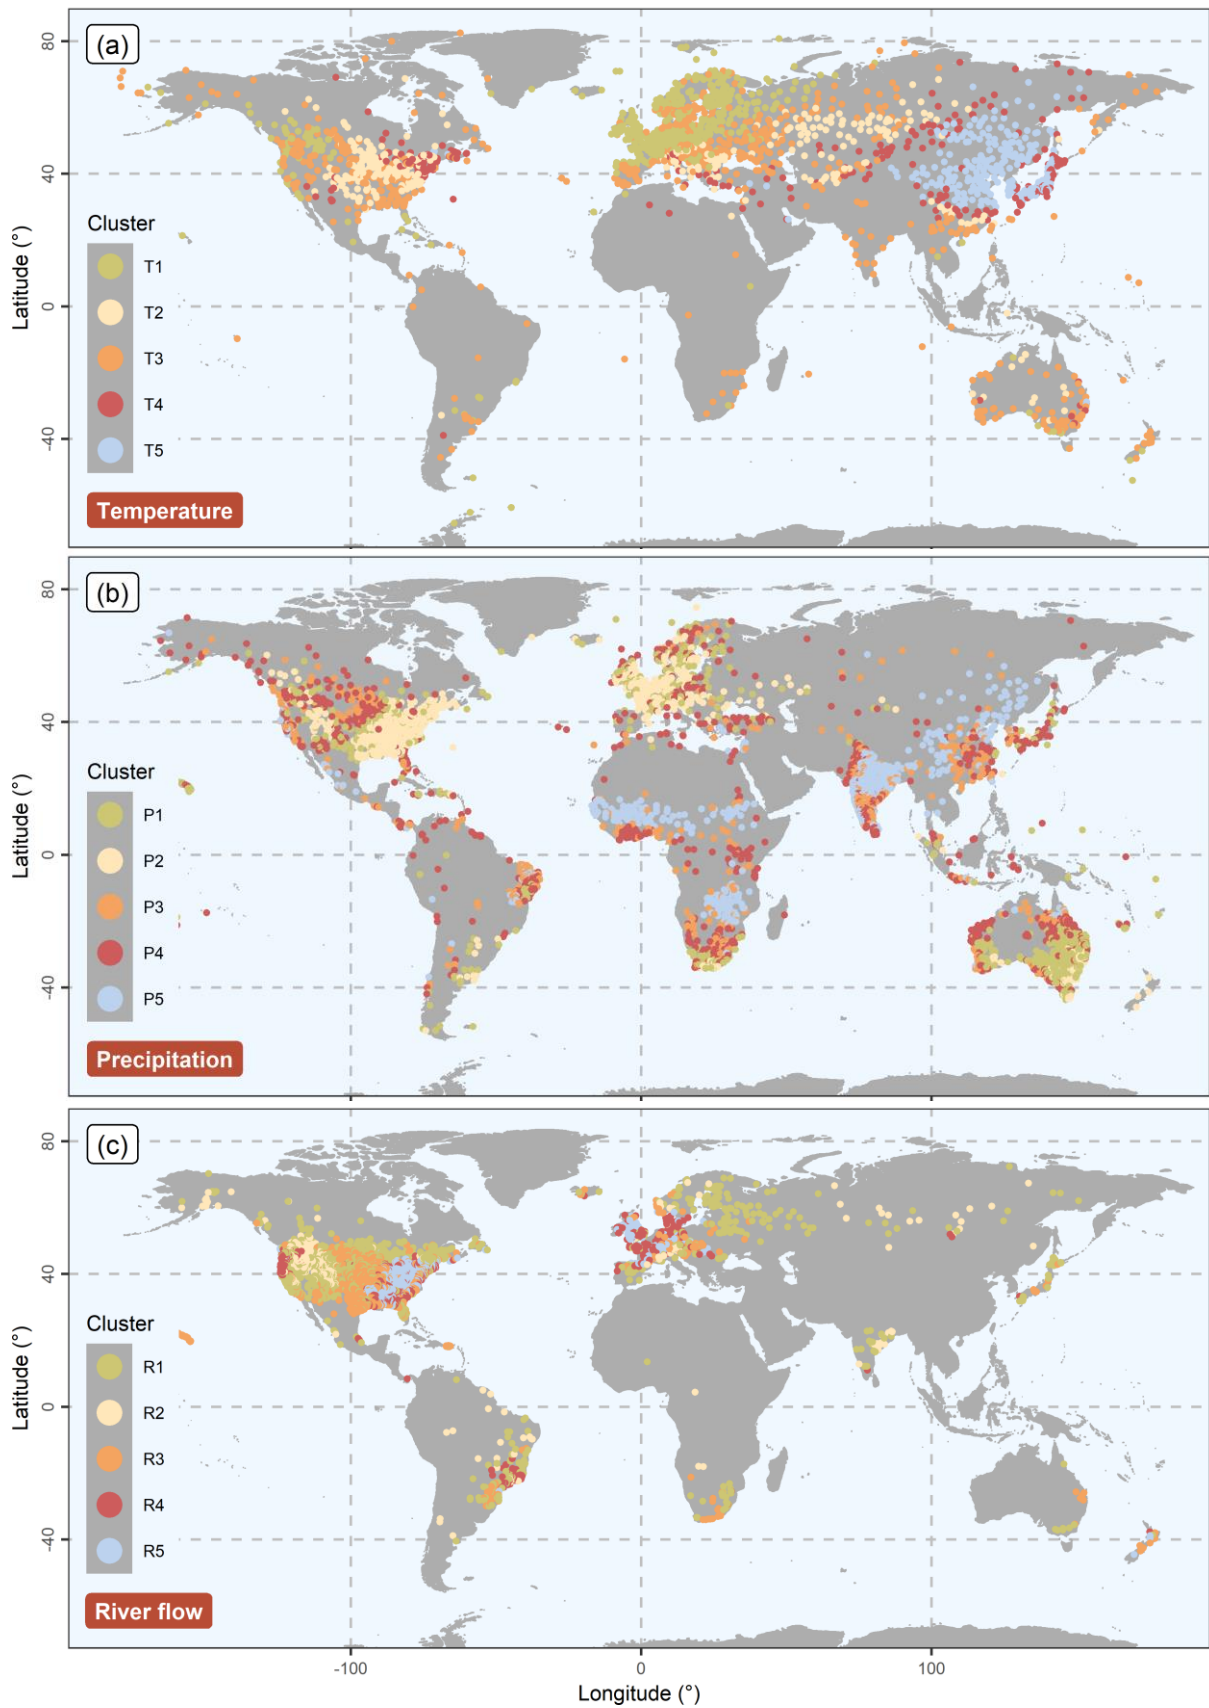 (a)
80
40
0
-40
Latitude (°)
Cluster
T1
T2
T3
T4
T5
Temperature
(b)
80
40
0
-40
Latitude (°)
Cluster
P1
P2
P3
P4
P5
Precipitation
(c)
80
40
0
-40
Latitude (°)
Cluster
R1
R2
R3
R4
R5
River flow
-100
0
100
Longitude (°)